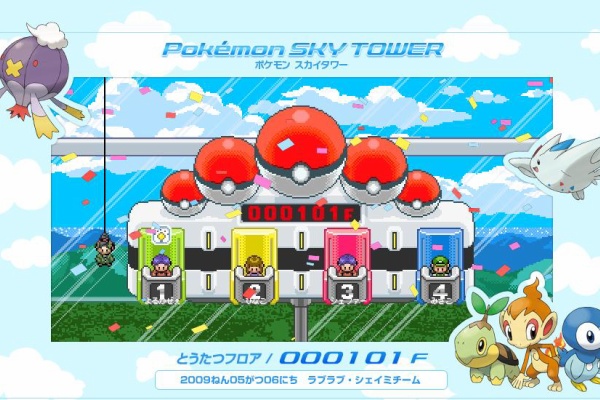 Pokémon SKY TOWER
ポケモン スカイタワー
000101F
1 2 3 4
とうたつフロア / 000101 F
2009ねん05がつ06にち ラブラブ・シェイミチーム